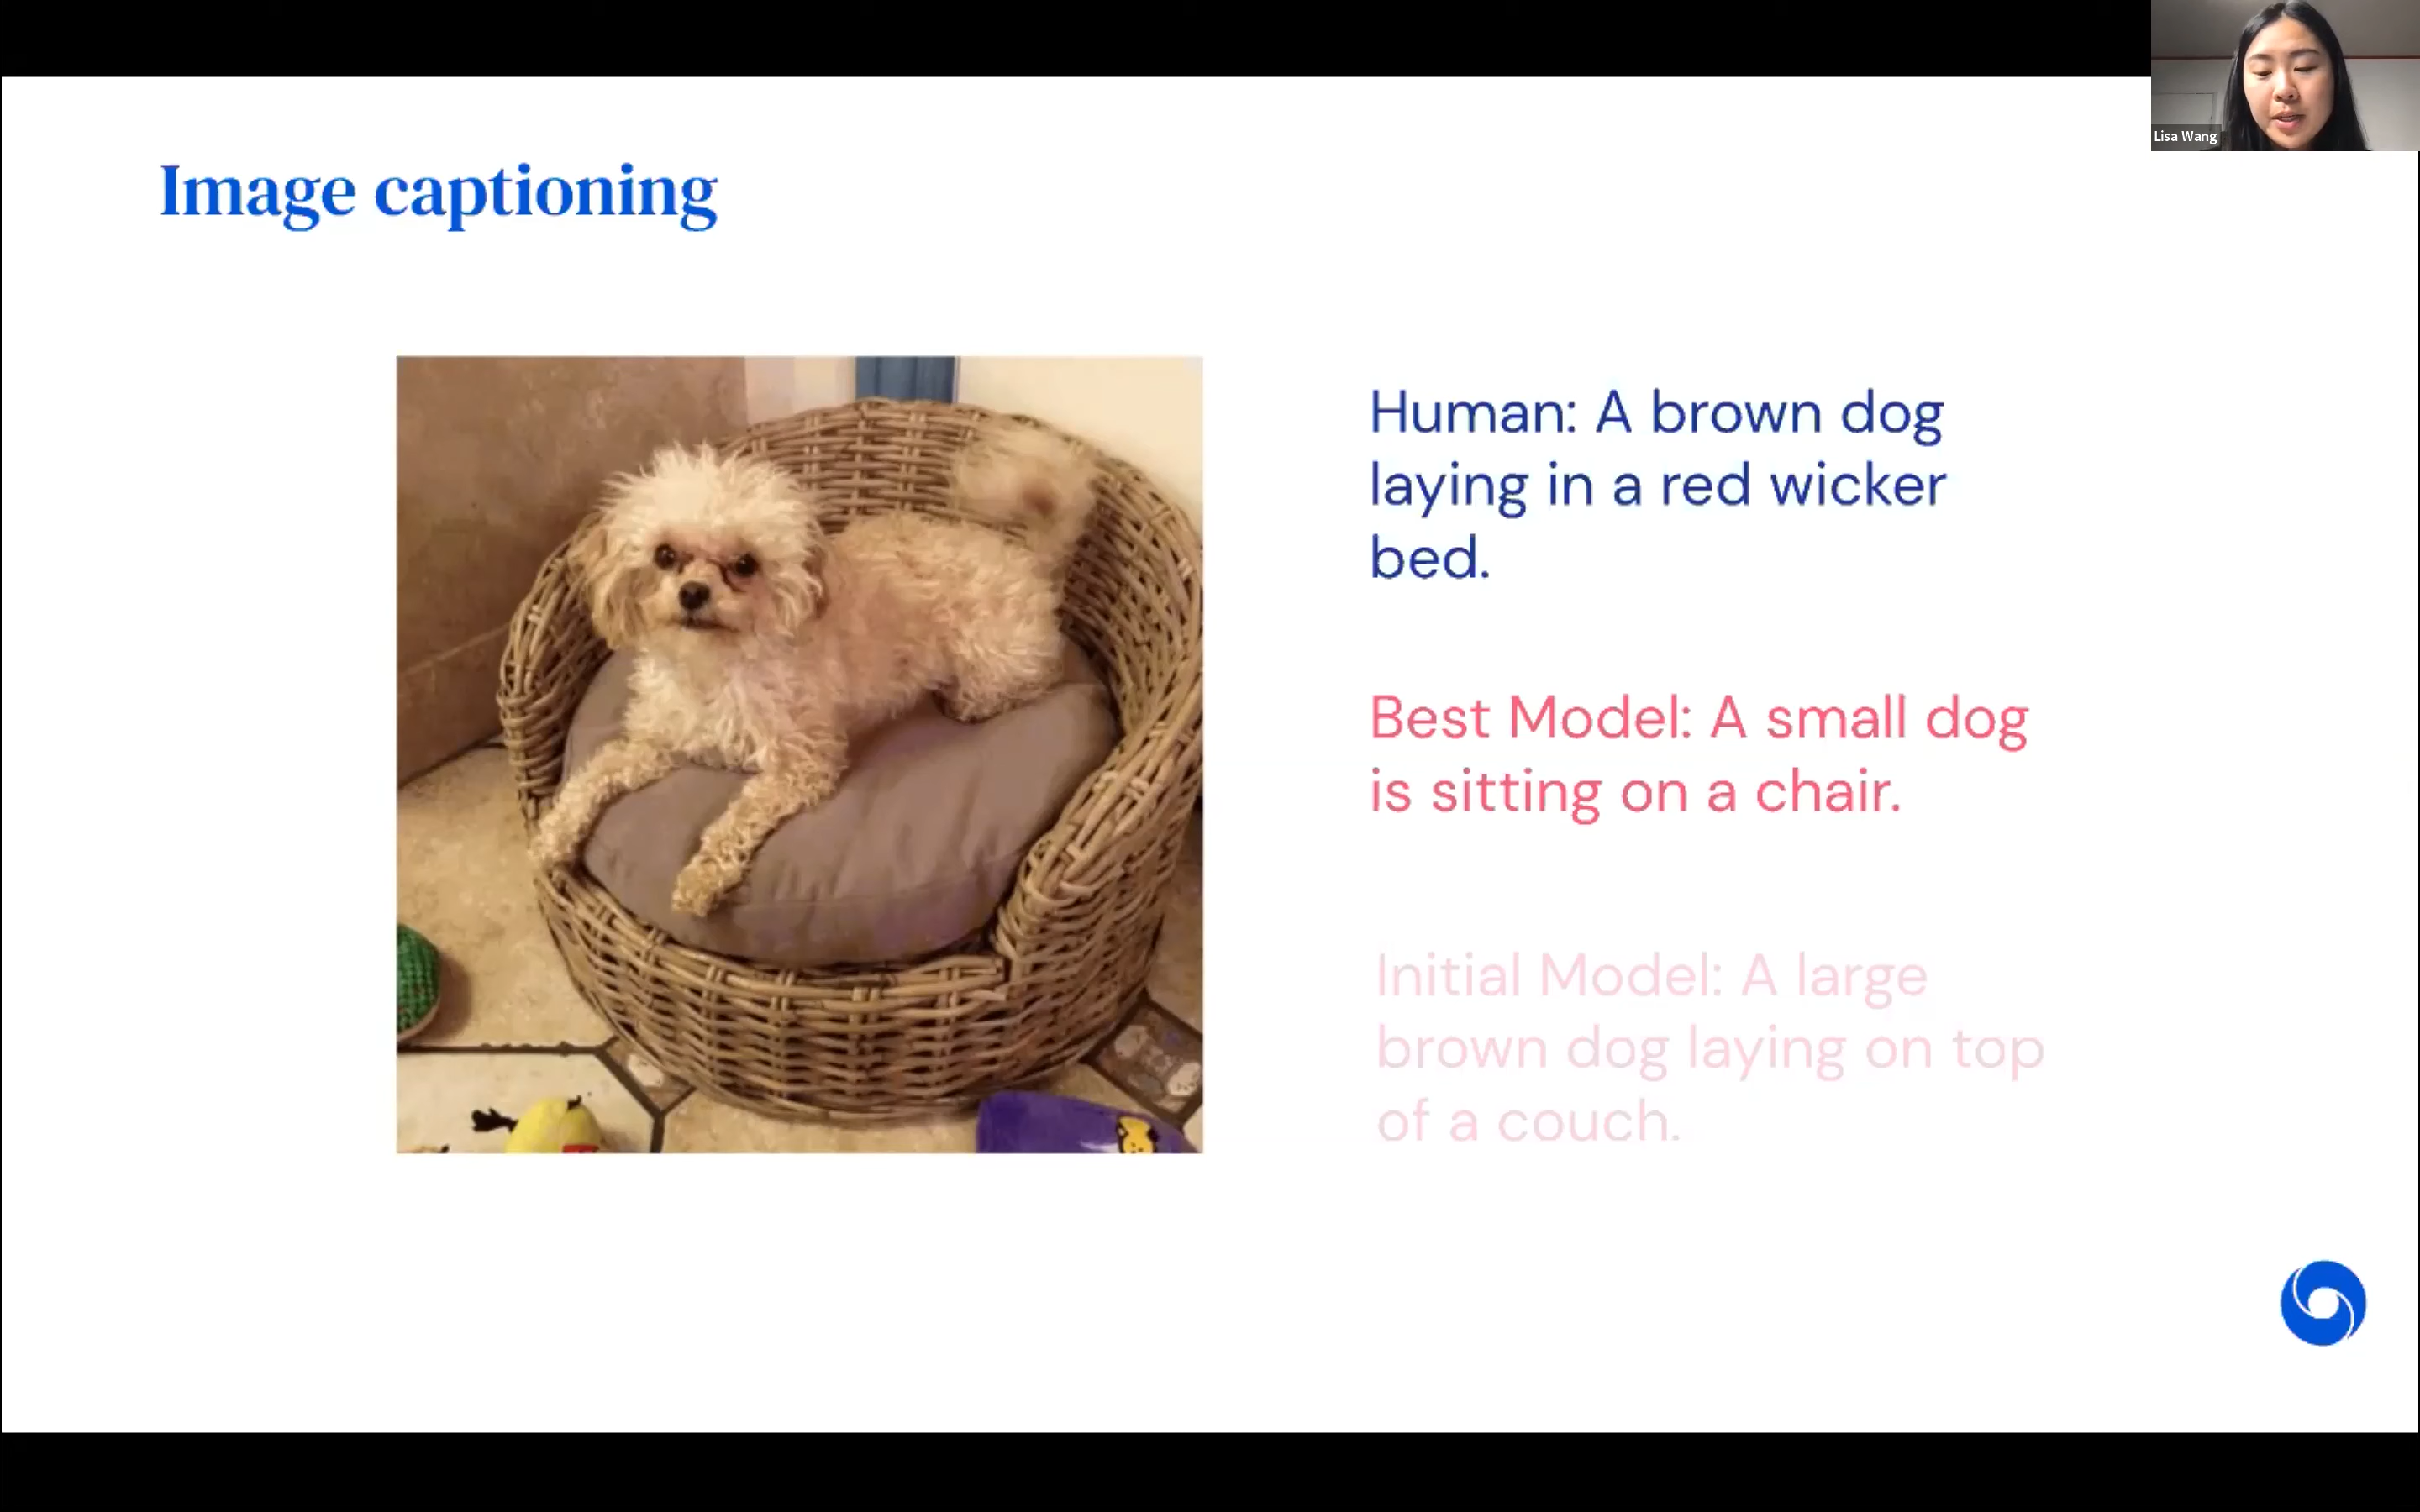 Lisa Wang
Image captioning
Human: A brown dog
laying in a red wicker
bed.
Best Model: A small dog
is sitting on a chair.
Initial Model: A large
brown dog laying on top
of a couch.